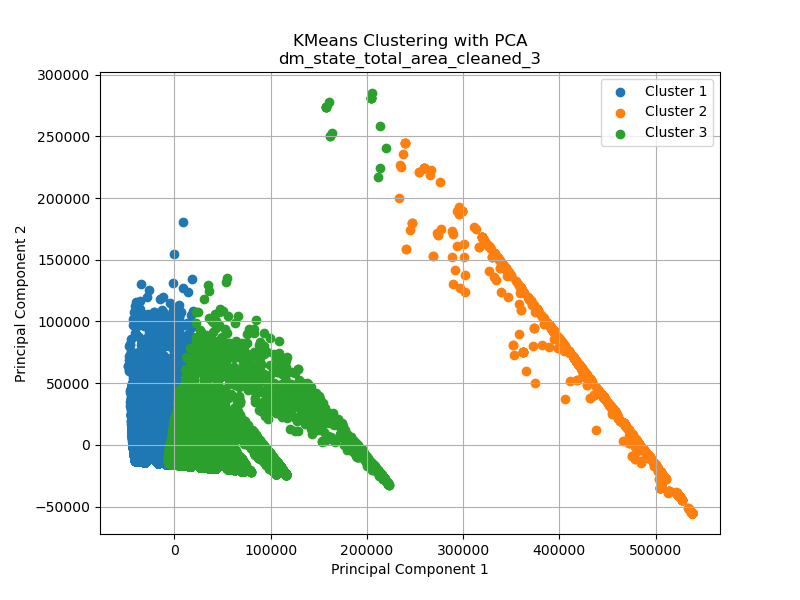 KMeans Clustering with PCA
dm_state_total_area_cleaned_3
Cluster 1
Cluster 2
Cluster 3
Principal Component 2
300000
250000
200000
150000
100000
50000
0
−50000
0
100000
200000
300000
400000
500000
Principal Component 1